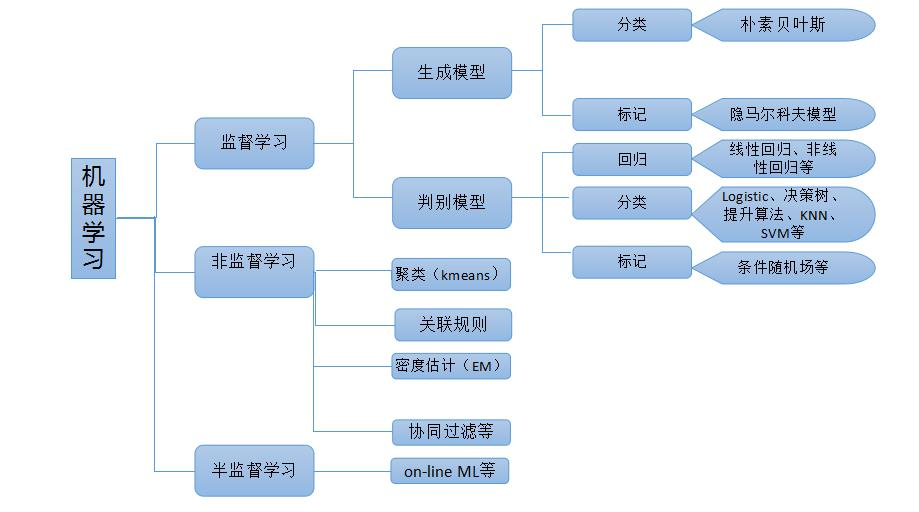 机
器
学
习
监督学习
生成模型
分类
朴素贝叶斯
标记
隐马尔科夫模型
判别模型
回归
线性回归、非线
性回归等
分类
Logistic、决策树、
提升算法、KNN、
SVM等
标记
条件随机场等
非监督学习
聚类（kmeans）
关联规则
密度估计（EM）
协同过滤等
半监督学习
on-line ML等